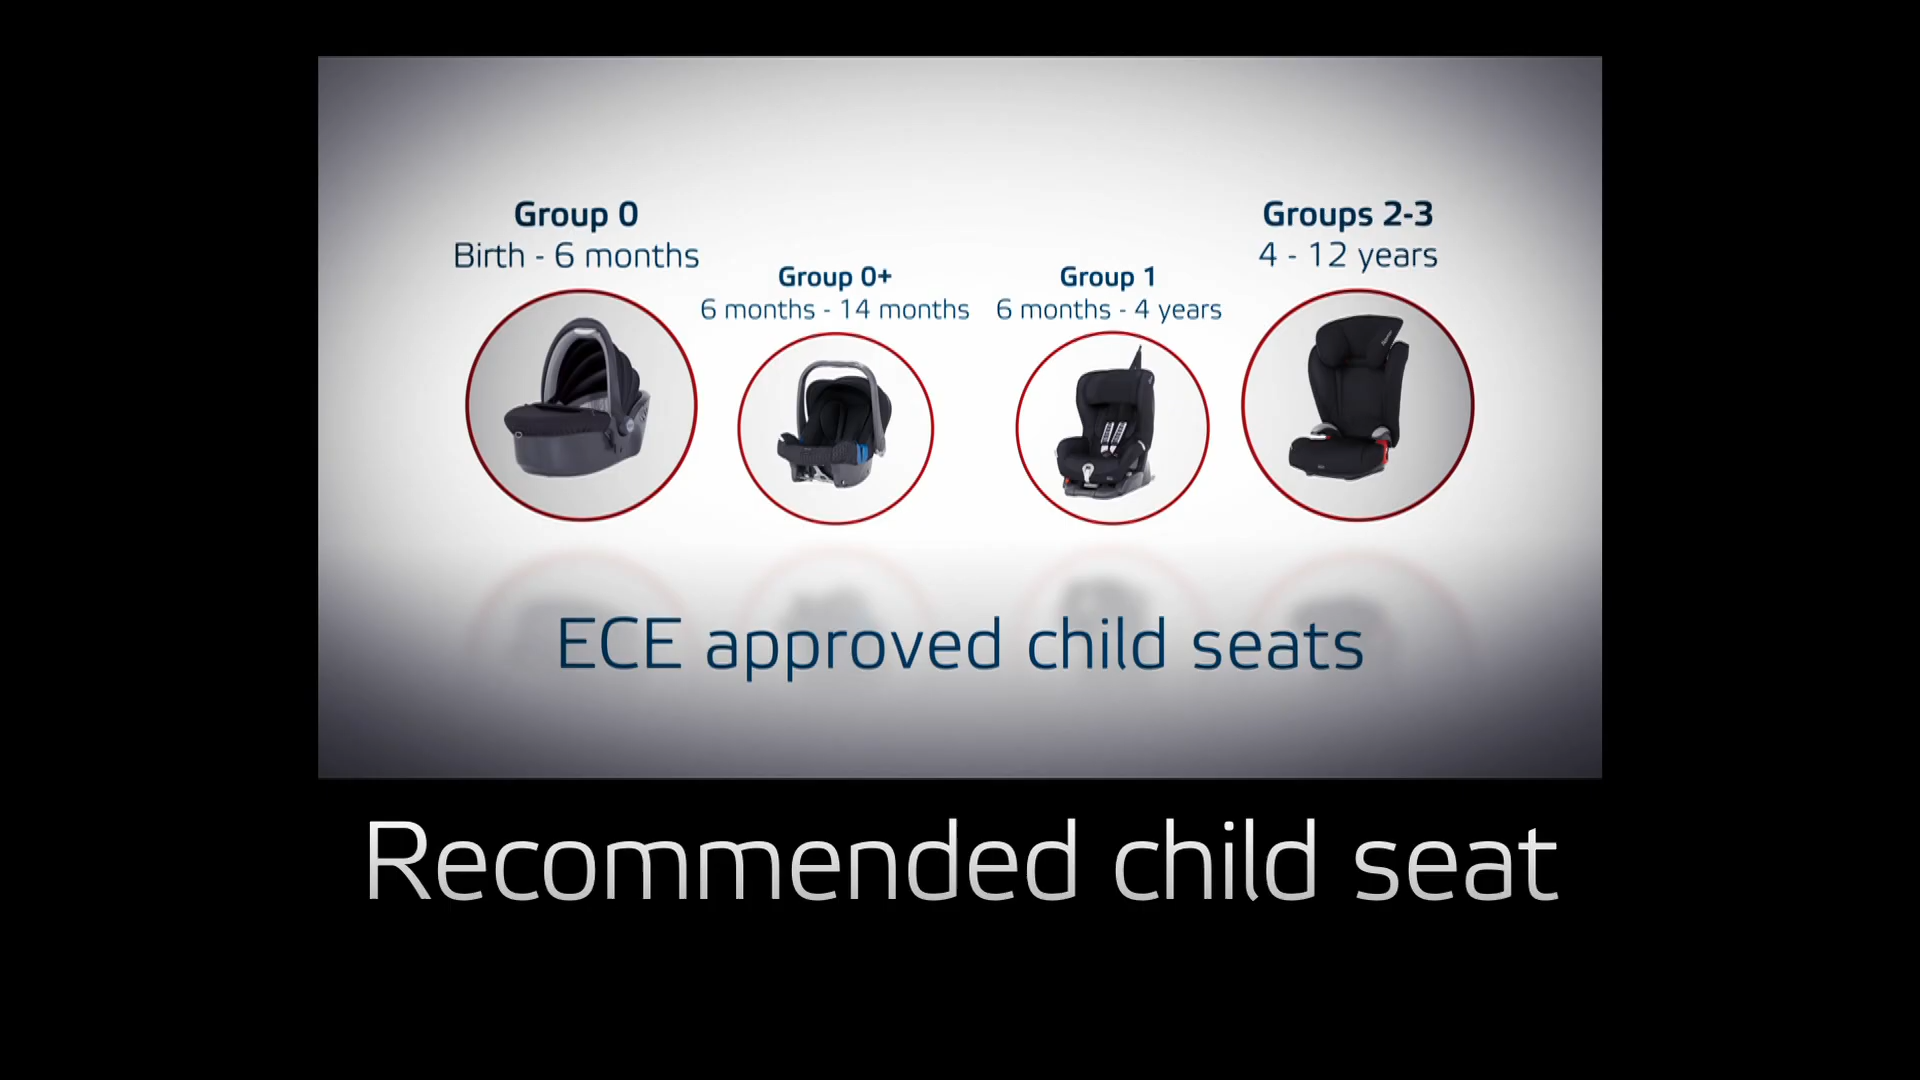 Group 0
Birth - 6 months
Group 0+
6 months - 14 months
Group 1
6 months - 4 years
Groups 2-3
4 - 12 years
ECE approved child seats
Recommended child seat